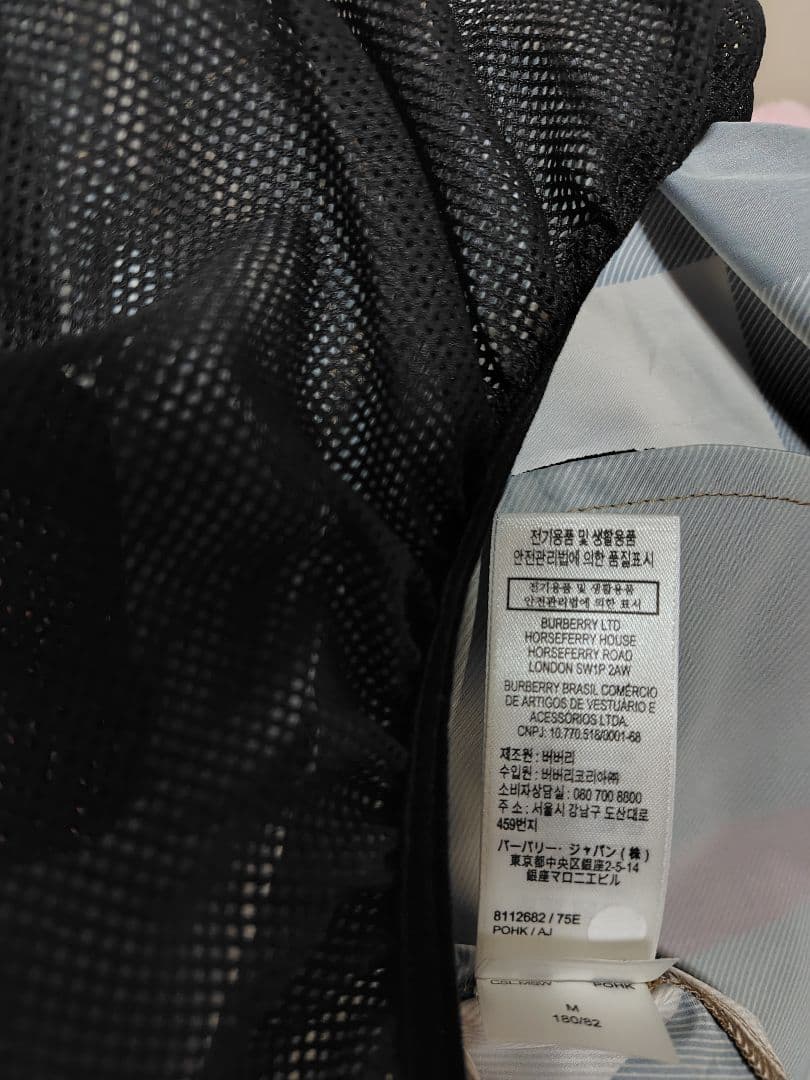 전기용품 및 생활용품
안전관리법에 의한 품질표시
전기용품 및 생활용품
안전관리법에 의한 표시
BURBERRY LTD
HORSEFERRY HOUSE
HORSEFERRY ROAD
LONDON SW1P 2AW
BURBERRY BRASIL COMÉRCIO
DE ARTIGOS DE VESTUÁRIO E
ACESSÓRIOS LTDA.
CNPJ: 10.770.518/0001-68
제조원 : 버버리
수입원 : 버버리코리아㈜
소비자상담실 : 080 700 8800
주 소 : 서울시 강남구 도산대로
459번지
バーバリー・ジャパン(株)
東京都中央区銀座2-5-14
銀座マロニエビル
8112682 / 75E
POHK / AJ
POHK
M
180/82